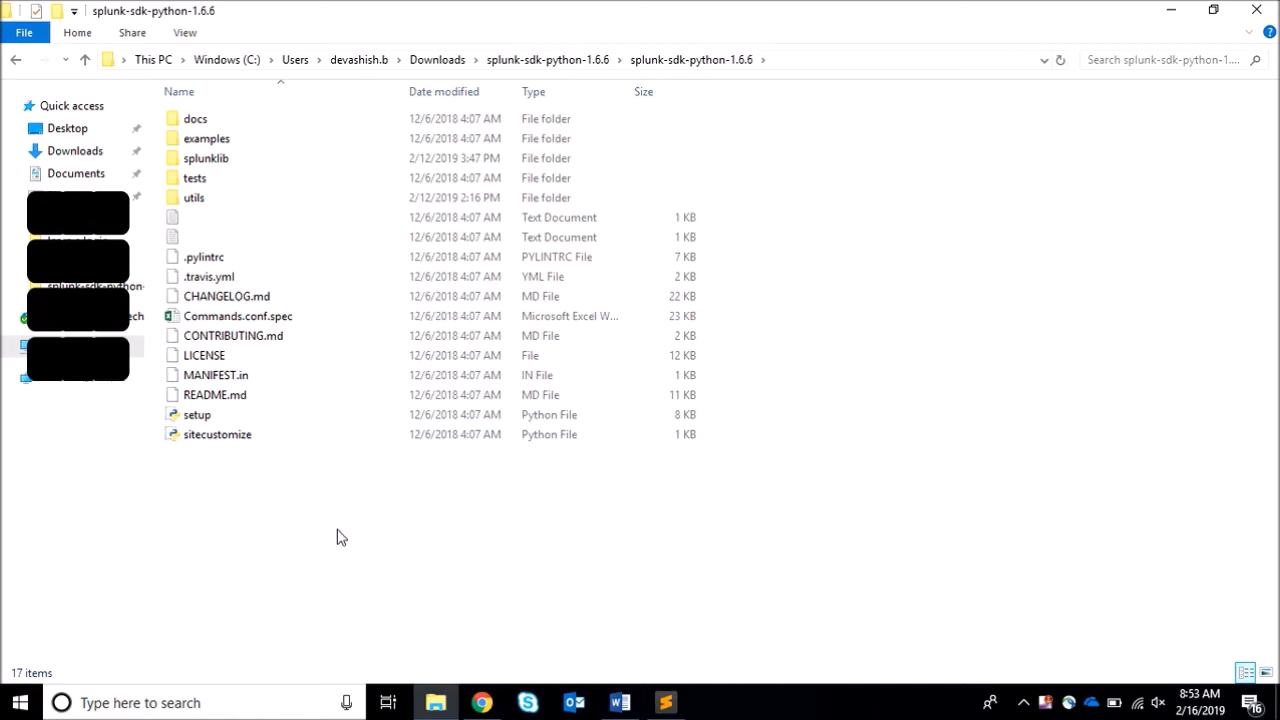 splunk-sdk-python-1.6.6
File Home Share View
This PC Windows (C:) Users devashish.b Downloads splunk-sdk-python-1.6.6 splunk-sdk-python-1.6.6 Search splunk-sdk-python-1....
Name Date modified Type Size
Quick access
Desktop
Downloads
Documents
splunk-sdk-python-
ech
docs 12/6/2018 4:07 AM File folder
examples 12/6/2018 4:07 AM File folder
splunklib 2/12/2019 3:47 PM File folder
tests 12/6/2018 4:07 AM File folder
utils 2/12/2019 2:16 PM File folder
12/6/2018 4:07 AM Text Document 1 KB
12/6/2018 4:07 AM Text Document 1 KB
.pylintrc 12/6/2018 4:07 AM PYLINTRC File 7 KB
.travis.yml 12/6/2018 4:07 AM YML File 2 KB
CHANGELOG.md 12/6/2018 4:07 AM MD File 22 KB
Commands.conf.spec 12/6/2018 4:07 AM Microsoft Excel W... 23 KB
CONTRIBUTING.md 12/6/2018 4:07 AM MD File 2 KB
LICENSE 12/6/2018 4:07 AM File 12 KB
MANIFEST.in 12/6/2018 4:07 AM IN File 1 KB
README.md 12/6/2018 4:07 AM MD File 11 KB
setup 12/6/2018 4:07 AM Python File 8 KB
sitecustomize 12/6/2018 4:07 AM Python File 1 KB
17 items
Type here to search
8:53 AM
2/16/2019
16